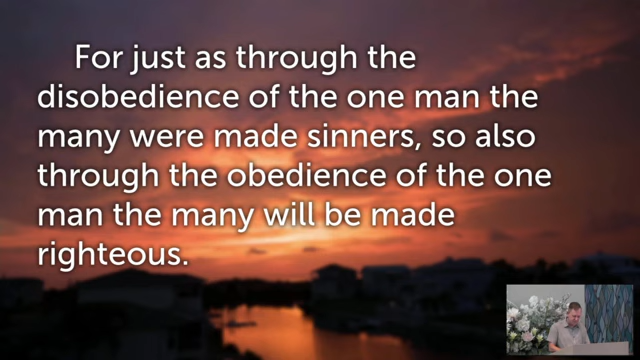 For just as through the
disobedience of the one man the
many were made sinners, so also
through the obedience of the one
man the many will be made
righteous.